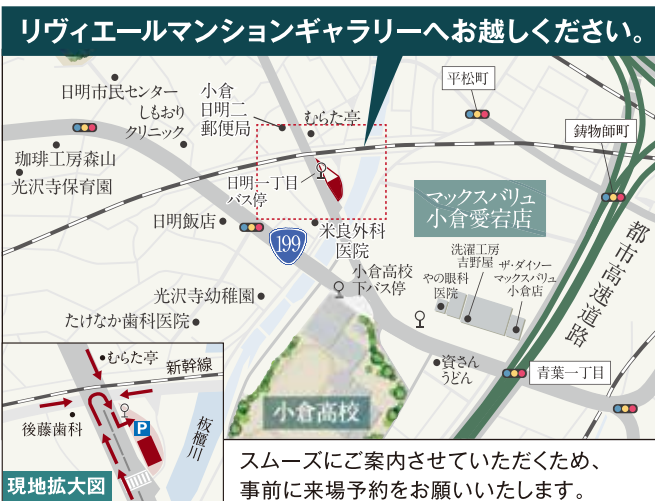 リヴィエールマンションギャラリーへお越しください。
日明市民センター
しもおり
クリニック
小倉
日明二
郵便局
むらた亭
平松町
鋳物師町
珈琲工房森山
光沢寺保育園
日明一丁目
バス停
マックスバリュ
小倉愛宕店
日明飯店
199
米良外科
医院
都市高速道路
洗濯工房
吉野屋
ザ・ダイソー
マックスバリュ
小倉店
やの眼科
医院
小倉高校
下バス停
光沢寺幼稚園
たけなか歯科医院
資さん
うどん
青葉一丁目
小倉高校
むらた亭
新幹線
後藤歯科
P
板櫃川
現地拡大図
スムーズにご案内させていただくため、
事前に来場予約をお願いいたします。